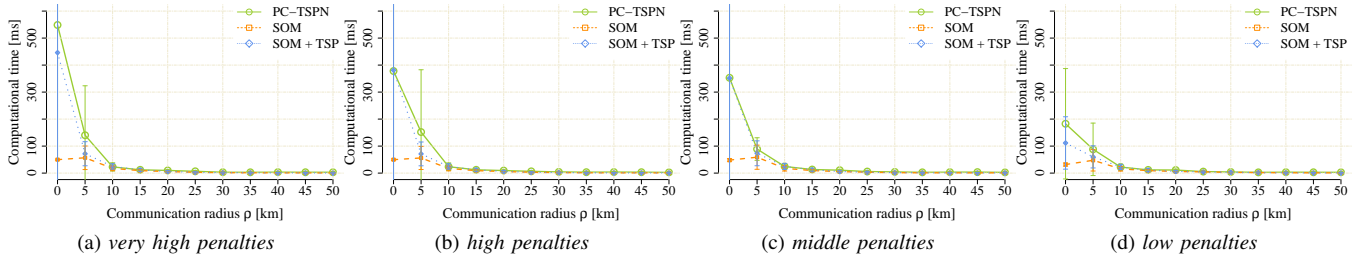 Computational time [ms]
500
300
100
0
PC−TSPN
SOM
SOM + TSP
0 5 10 15 20 25 30 35 40 45 50
Communication radius ρ [km]
(a) very high penalties
Computational time [ms]
500
300
100
0
PC−TSPN
SOM
SOM + TSP
0 5 10 15 20 25 30 35 40 45 50
Communication radius ρ [km]
(b) high penalties
Computational time [ms]
500
300
100
0
PC−TSPN
SOM
SOM + TSP
0 5 10 15 20 25 30 35 40 45 50
Communication radius ρ [km]
(c) middle penalties
Computational time [ms]
500
300
100
0
PC−TSPN
SOM
SOM + TSP
0 5 10 15 20 25 30 35 40 45 50
Communication radius ρ [km]
(d) low penalties